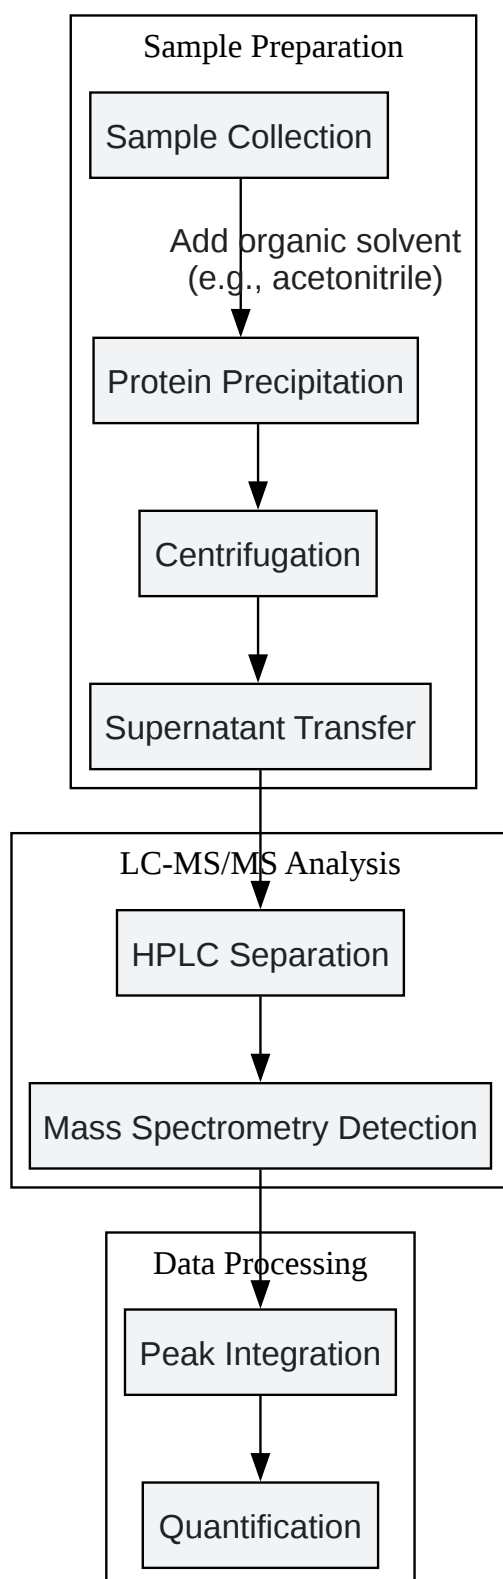 Sample Preparation
Sample Collection
Add organic solvent
(e.g., acetonitrile)
Protein Precipitation
Centrifugation
Supernatant Transfer
LC-MS/MS Analysis
HPLC Separation
Mass Spectrometry Detection
Data Processing
Peak Integration
Quantification